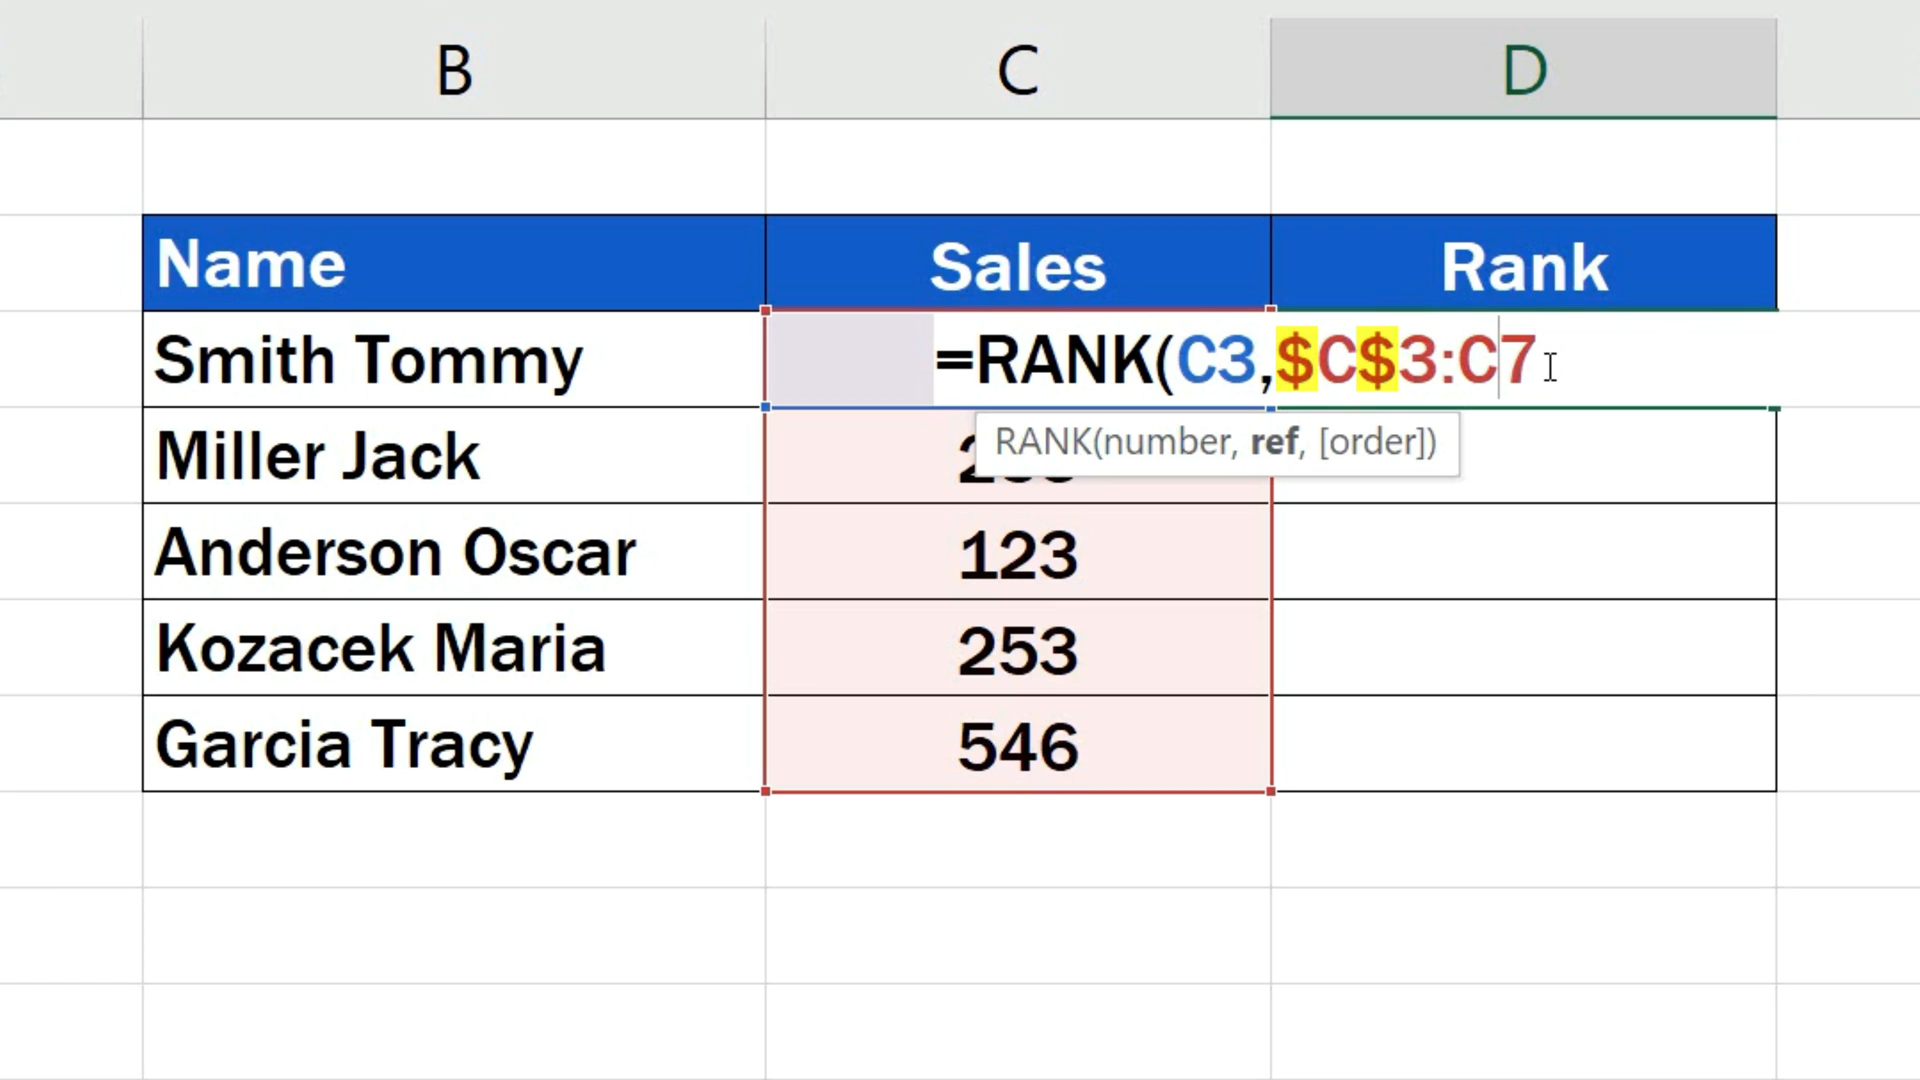 B C D
Name Sales Rank
Smith Tommy =RANK(C3,$C$3:C7
RANK(number, ref, [order])
Miller Jack
Anderson Oscar 123
Kozacek Maria 253
Garcia Tracy 546